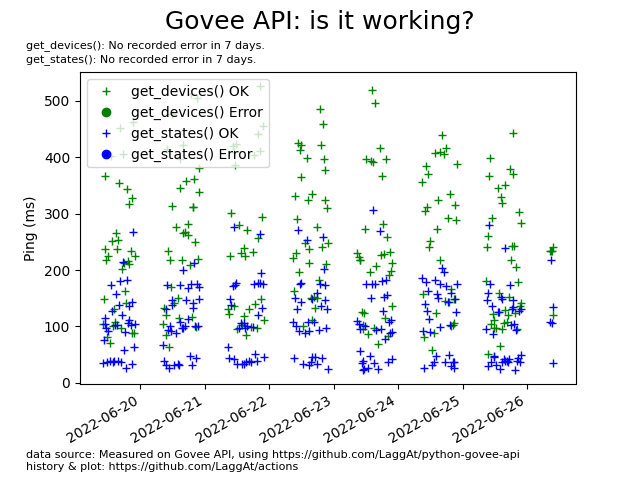 Govee API: is it working?
get_devices(): No recorded error in 7 days.
get_states(): No recorded error in 7 days.
get_devices() OK
get_devices() Error
get_states() OK
get_states() Error
Ping (ms)
500
400
300
200
100
0
2022-06-20
2022-06-21
2022-06-22
2022-06-23
2022-06-24
2022-06-25
2022-06-26
data source: Measured on Govee API, using https://github.com/LaggAt/python-govee-api
history & plot: https://github.com/LaggAt/actions